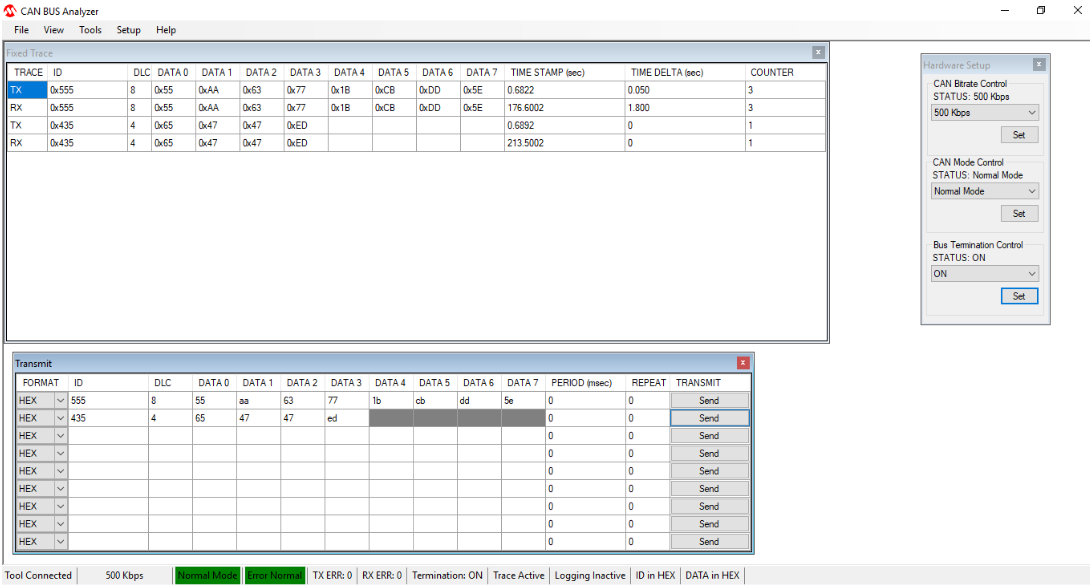 CAN BUS Analyzer
File View Tools Setup Help
Fixed Trace
TRACE ID DLC DATA 0 DATA 1 DATA 2 DATA 3 DATA 4 DATA 5 DATA 6 DATA 7 TIME STAMP (sec) TIME DELTA (sec) COUNTER
TX 0x555 8 0x55 0xAA 0x63 0x77 0x1B 0xCB 0xDD 0x5E 0.6822 0.050 3
RX 0x555 8 0x55 0xAA 0x63 0x77 0x1B 0xCB 0xDD 0x5E 176.6002 1.800 3
TX 0x435 4 0x65 0x47 0x47 0xED 0.6892 0 1
RX 0x435 4 0x65 0x47 0x47 0xED 213.5002 0 1
Hardware Setup
CAN Bitrate Control
STATUS: 500 Kbps
500 Kbps
Set
CAN Mode Control
STATUS: Normal Mode
Normal Mode
Set
Bus Termination Control
STATUS: ON
ON
Set
Transmit
FORMAT ID DLC DATA 0 DATA 1 DATA 2 DATA 3 DATA 4 DATA 5 DATA 6 DATA 7 PERIOD (msec) REPEAT TRANSMIT
HEX 555 8 55 aa 63 77 1b cb dd 5e 0 0 Send
HEX 435 4 65 47 47 ed 0 0 Send
HEX 0 0 Send
HEX 0 0 Send
HEX 0 0 Send
HEX 0 0 Send
HEX 0 0 Send
HEX 0 0 Send
HEX 0 0 Send
Tool Connected 500 Kbps Normal Mode Error Normal TX ERR: 0 RX ERR: 0 Termination: ON Trace Active Logging Inactive ID in HEX DATA in HEX